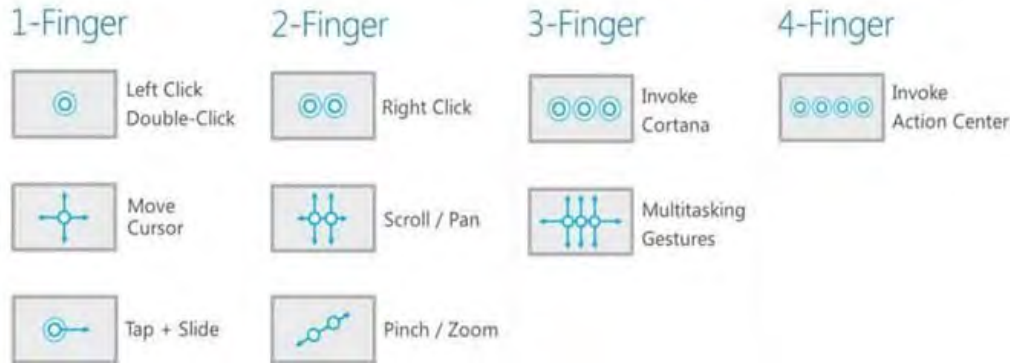 1-Finger
2-Finger
3-Finger
4-Finger
Left Click
Double-Click
Right Click
Invoke
Cortana
Invoke
Action Center
Move
Cursor
Scroll / Pan
Multitasking
Gestures
Tap + Slide
Pinch / Zoom